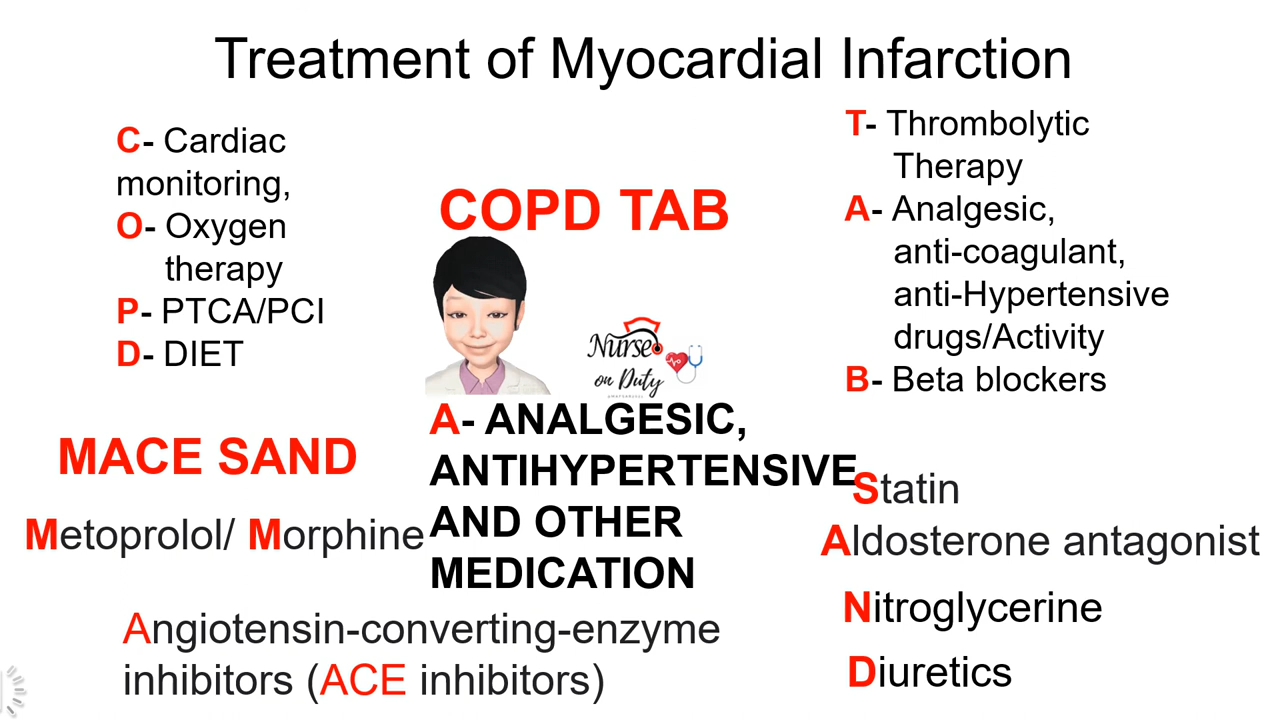 Treatment of Myocardial Infarction
C- Cardiac
monitoring,
O- Oxygen
therapy
P- PTCA/PCI
D- DIET
COPD TAB
T- Thrombolytic
Therapy
A- Analgesic,
anti-coagulant,
anti-Hypertensive
drugs/Activity
B- Beta blockers
Nurse
on Duty
MACE SAND
Metoprolol/ Morphine
A- ANALGESIC,
ANTIHYPERTENSIVE
AND OTHER
MEDICATION
Angiotensin-converting-enzyme
inhibitors (ACE inhibitors)
Statin
Aldosterone antagonist
Nitroglycerine
Diuretics